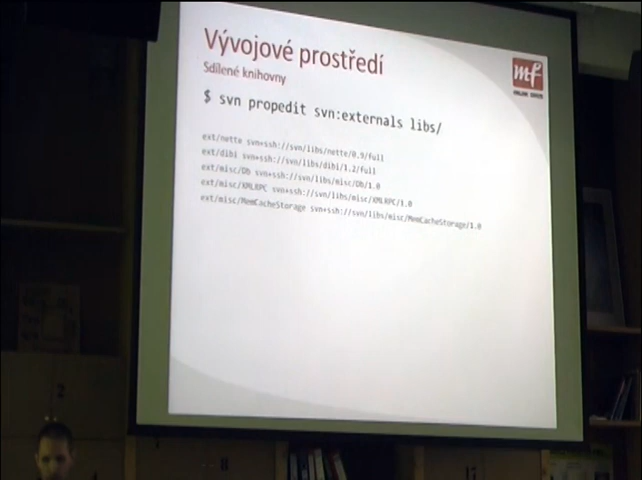 Vývojové prostředí
Sdílené knihovny
mf
$ svn propedit svn:externals libs/
ext/nette svn+ssh://svn/libs/nette/0.9/full
ext/dibi svn+ssh://svn/libs/dibi/1.2/full
ext/misc/Db svn+ssh://svn/libs/misc/Db/1.0
ext/misc/XMLRPC svn+ssh://svn/libs/misc/XMLRPC/1.0
ext/misc/MemCacheStorage svn+ssh://svn/libs/misc/MemCacheStorage/1.0